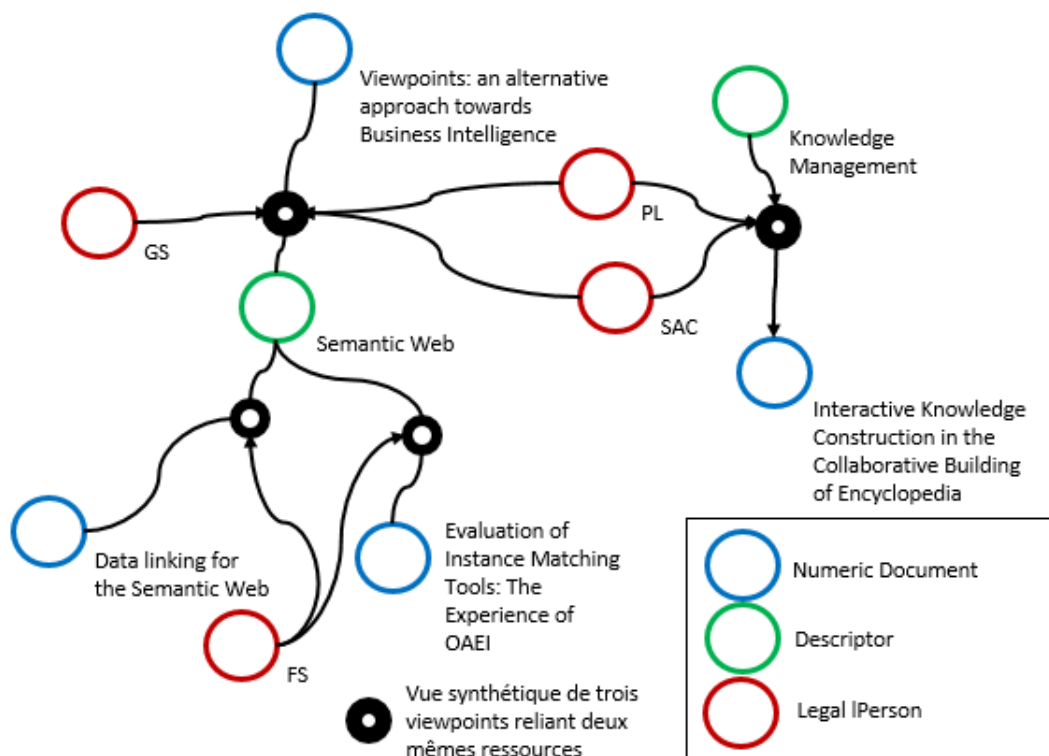 Viewpoints: an alternative
approach towards
Business Intelligence
Knowledge
Management
PL
GS
SAC
Semantic Web
Interactive Knowledge
Construction in the
Collaborative Building
of Encyclopedia
Data linking for
the Semantic Web
Evaluation of
Instance Matching
Tools: The
Experience of
OAEI
FS
Numeric Document
Descriptor
Legal lPerson
Vue synthétique de trois
viewpoints reliant deux
mêmes ressources